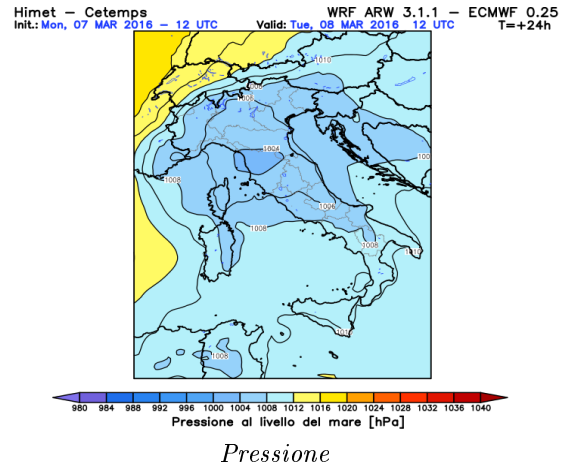 Himet – Cetemps WRF ARW 3.1.1 – ECMWF 0.25
Init.: Mon, 07 MAR 2016 – 12 UTC Valid: Tue, 08 MAR 2016 12 UTC T=+24h
1010
1008
1006
1004
1008
1006
1008
1008
1010
1008
980 984 988 992 996 1000 1004 1008 1012 1016 1020 1024 1028 1032 1036 1040
Pressione al livello del mare [hPa]
Pressione